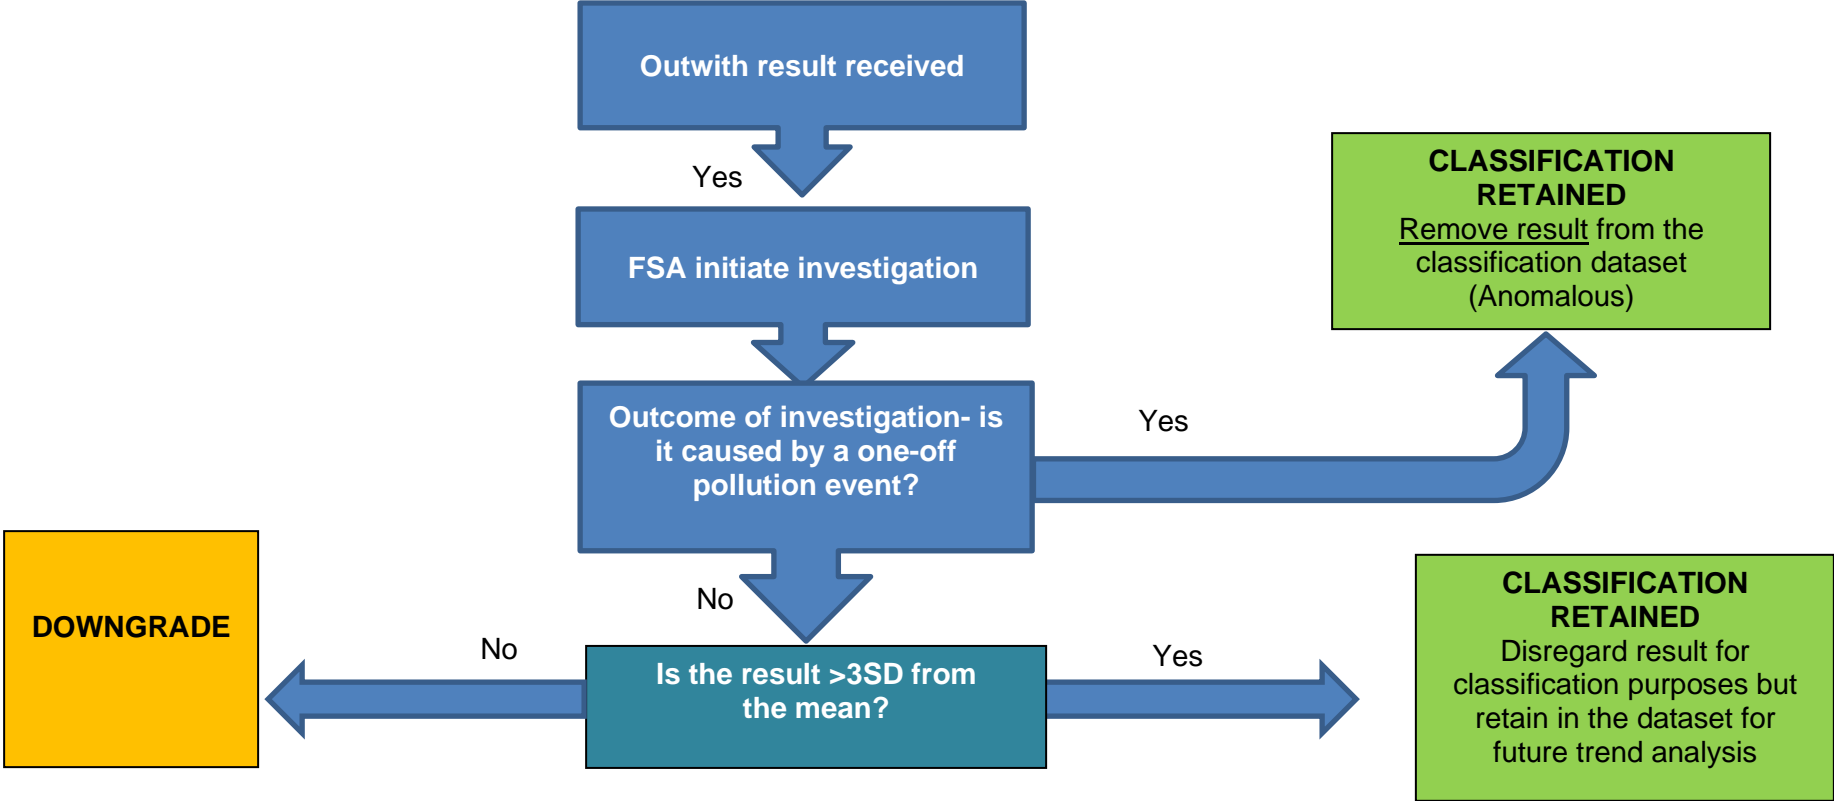 Outwith result received
Yes
FSA initiate investigation
CLASSIFICATION
RETAINED
Remove result from the
classification dataset
(Anomalous)
Outcome of investigation- is
it caused by a one-off
pollution event?
Yes
No
DOWNGRADE
No
Is the result >3SD from
the mean?
Yes
CLASSIFICATION
RETAINED
Disregard result for
classification purposes but
retain in the dataset for
future trend analysis